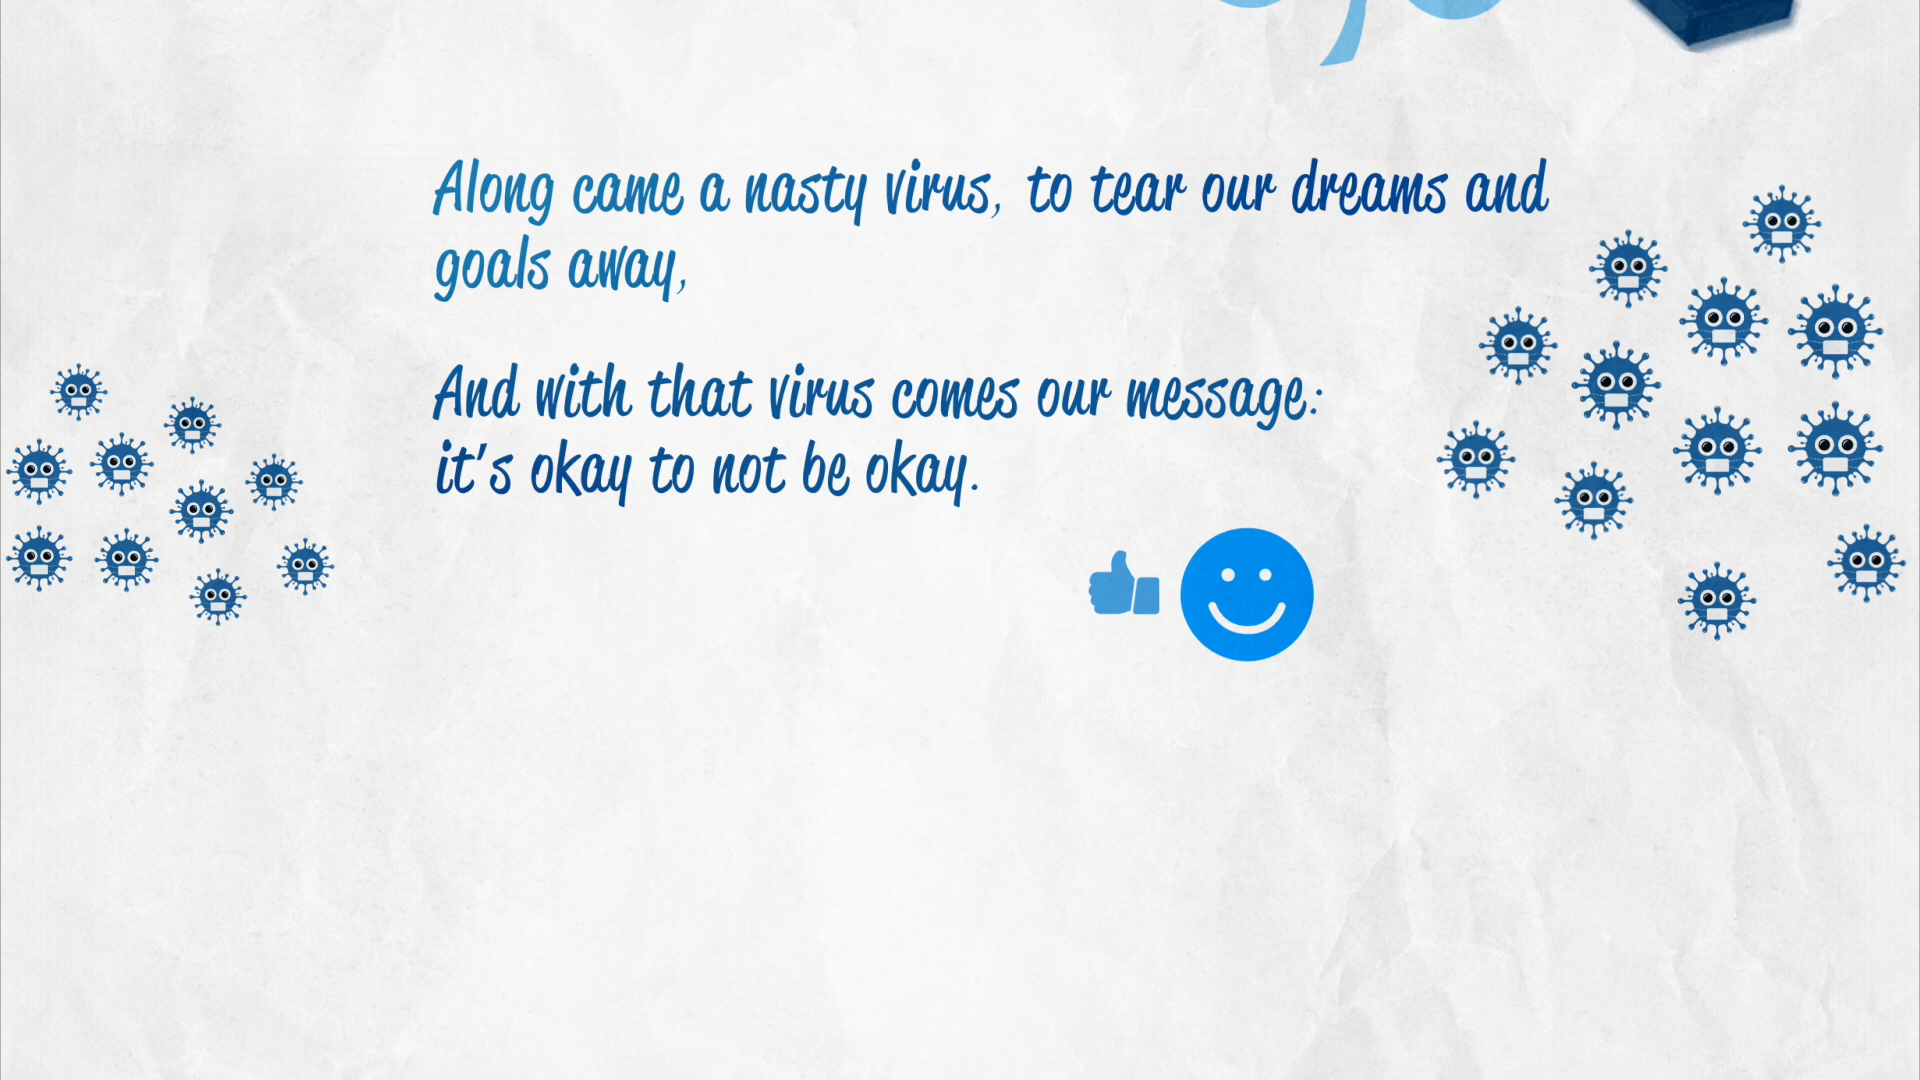 Along came a nasty virus, to tear our dreams and
goals away,
And with that virus comes our message:
it's okay to not be okay.